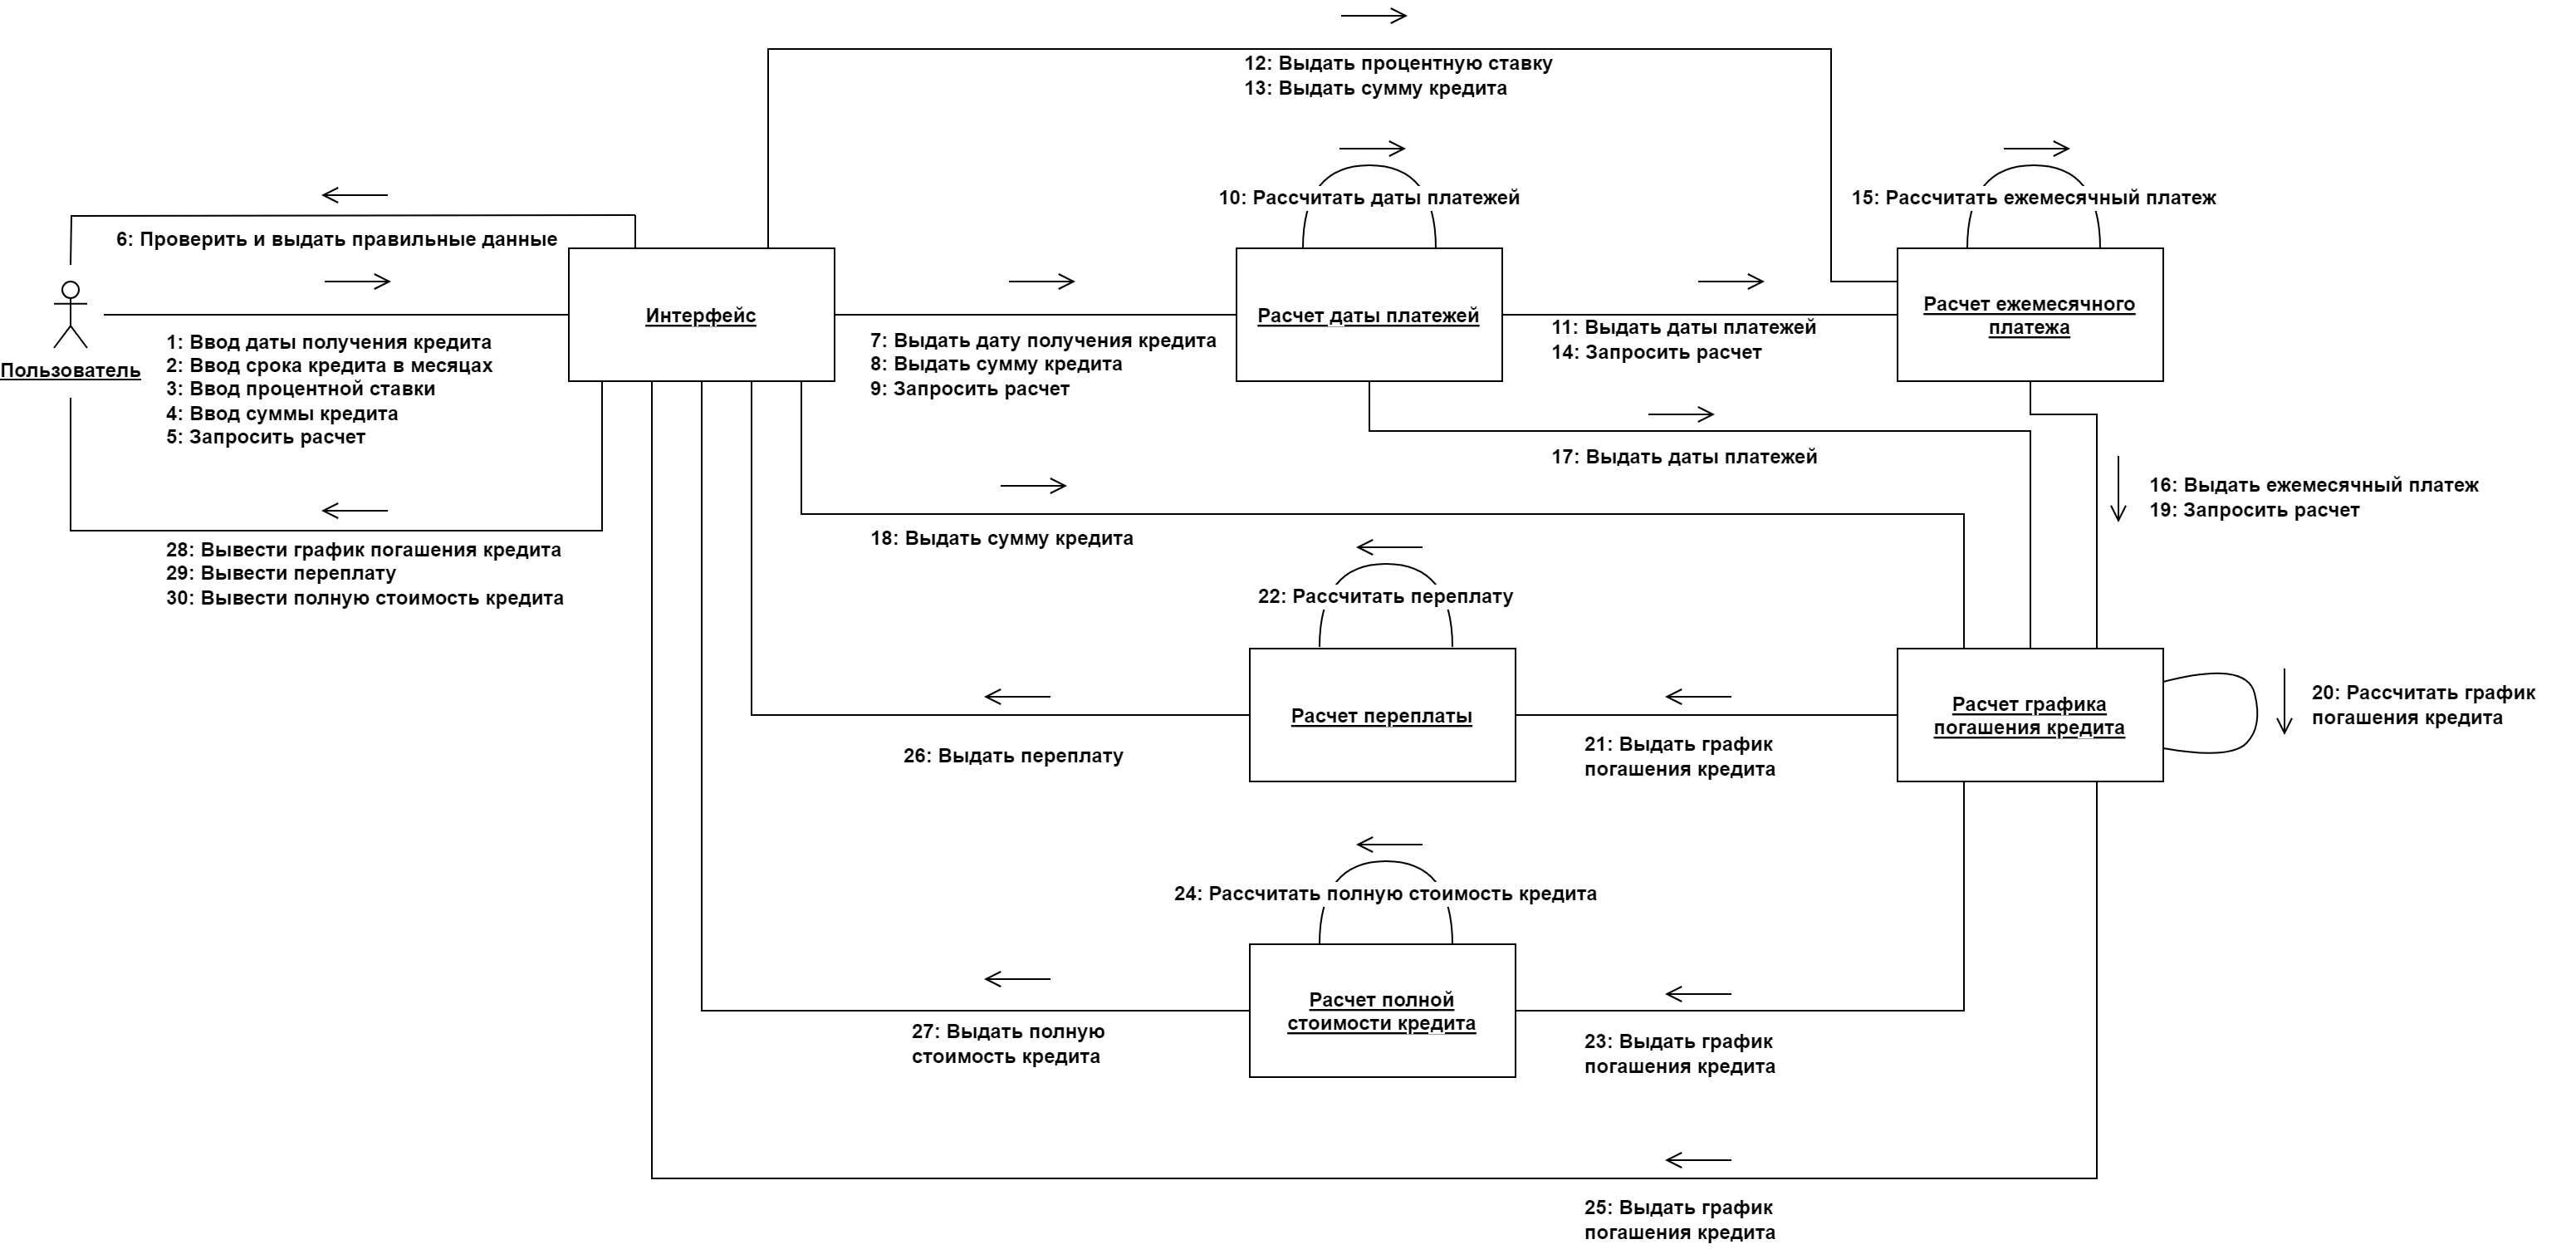 12: Выдать процентную ставку
13: Выдать сумму кредита
10: Рассчитать даты платежей
15: Рассчитать ежемесячный платеж
6: Проверить и выдать правильные данные
Пользователь
1: Ввод даты получения кредита
2: Ввод срока кредита в месяцах
3: Ввод процентной ставки
4: Ввод суммы кредита
5: Запросить расчет
Интерфейс
7: Выдать дату получения кредита
8: Выдать сумму кредита
9: Запросить расчет
Расчет даты платежей
11: Выдать даты платежей
14: Запросить расчет
Расчет ежемесячного
платежа
17: Выдать даты платежей
16: Выдать ежемесячный платеж
19: Запросить расчет
18: Выдать сумму кредита
28: Вывести график погашения кредита
29: Вывести переплату
30: Вывести полную стоимость кредита
22: Рассчитать переплату
Расчет переплаты
26: Выдать переплату
21: Выдать график
погашения кредита
Расчет графика
погашения кредита
20: Рассчитать график
погашения кредита
24: Рассчитать полную стоимость кредита
Расчет полной
стоимости кредита
27: Выдать полную
стоимость кредита
23: Выдать график
погашения кредита
25: Выдать график
погашения кредита